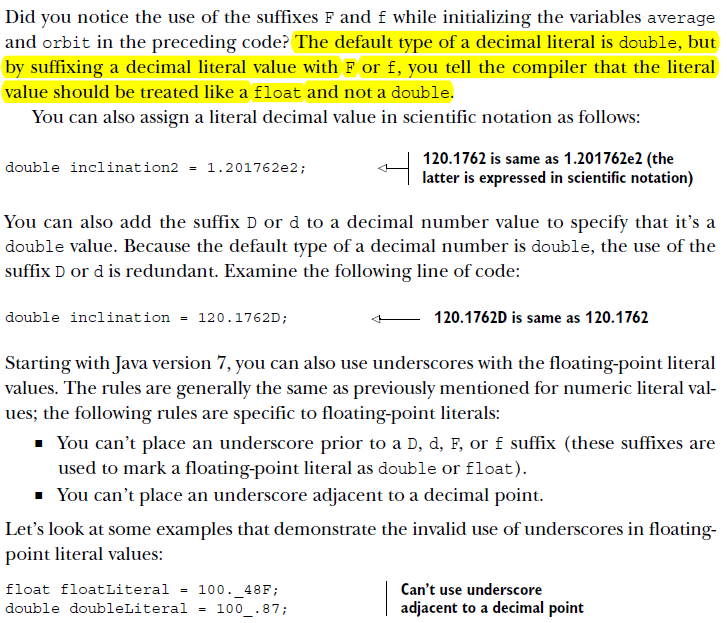 Did you notice the use of the suffixes F and f while initializing the variables average
and orbit in the preceding code? The default type of a decimal literal is double, but
by suffixing a decimal literal value with F or f, you tell the compiler that the literal
value should be treated like a float and not a double.
You can also assign a literal decimal value in scientific notation as follows:
double inclination2 = 1.201762e2;
120.1762 is same as 1.201762e2 (the
latter is expressed in scientific notation)
You can also add the suffix D or d to a decimal number value to specify that it's a
double value. Because the default type of a decimal number is double, the use of the
suffix D or d is redundant. Examine the following line of code:
double inclination = 120.1762D;
120.1762D is same as 120.1762
Starting with Java version 7, you can also use underscores with the floating-point literal
values. The rules are generally the same as previously mentioned for numeric literal val-
ues; the following rules are specific to floating-point literals:
■ You can't place an underscore prior to a D, d, F, or f suffix (these suffixes are
used to mark a floating-point literal as double or float).
■ You can't place an underscore adjacent to a decimal point.
Let's look at some examples that demonstrate the invalid use of underscores in floating-
point literal values:
float floatLiteral = 100._48F;
double doubleLiteral = 100_.87;
Can't use underscore
adjacent to a decimal point